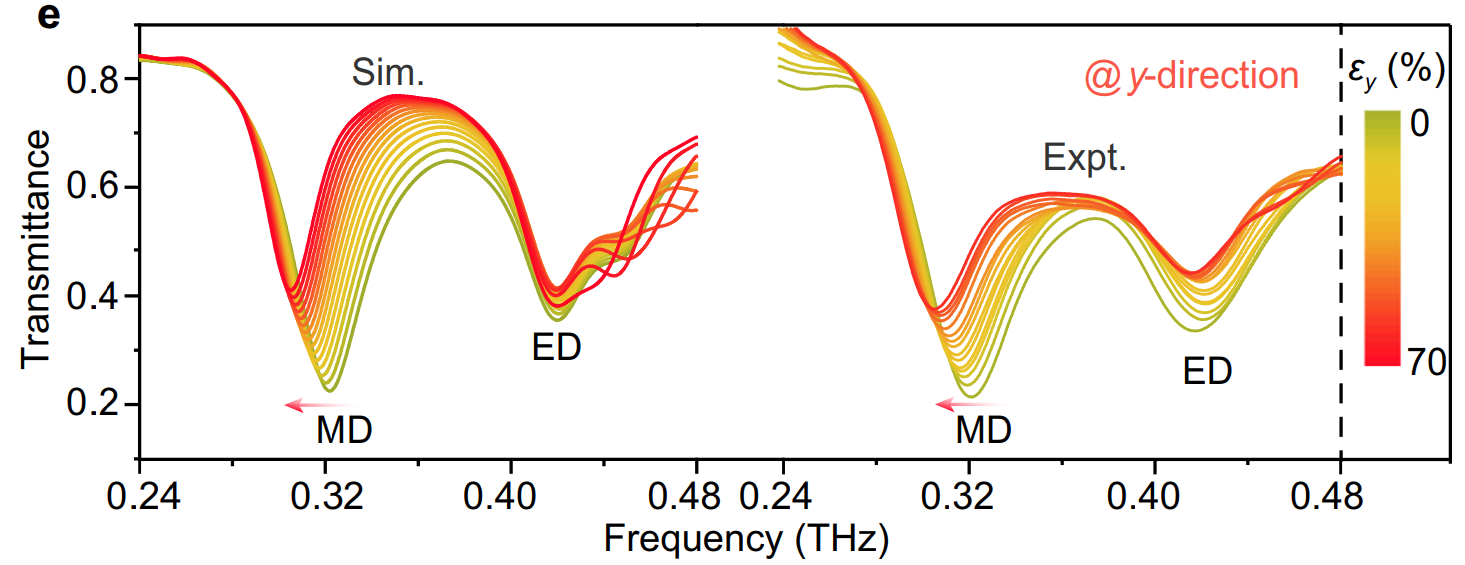 e
Sim.
@ y-direction
εy (%)
0
70
Expt.
Transmittance
0.8
0.6
0.4
0.2
ED
ED
MD
MD
0.24 0.32 0.40 0.48 0.24 0.32 0.40 0.48
Frequency (THz)